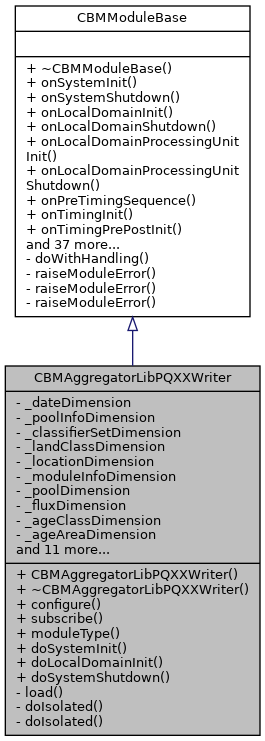 CBMModuleBase
+ ~CBMModuleBase()
+ onSystemInit()
+ onSystemShutdown()
+ onLocalDomainInit()
+ onLocalDomainShutdown()
+ onLocalDomainProcessingUnit
Init()
+ onLocalDomainProcessingUnit
Shutdown()
+ onPreTimingSequence()
+ onTimingInit()
+ onTimingPrePostInit()
and 37 more...
- doWithHandling()
- raiseModuleError()
- raiseModuleError()
- raiseModuleError()
CBMAggregatorLibPQXXWriter
- _dateDimension
- _poolInfoDimension
- _classifierSetDimension
- _landClassDimension
- _locationDimension
- _moduleInfoDimension
- _poolDimension
- _fluxDimension
- _ageClassDimension
- _ageAreaDimension
and 11 more...
+ CBMAggregatorLibPQXXWriter()
+ ~CBMAggregatorLibPQXXWriter()
+ configure()
+ subscribe()
+ moduleType()
+ doSystemInit()
+ doLocalDomainInit()
+ doSystemShutdown()
- load()
- doIsolated()
- doIsolated()